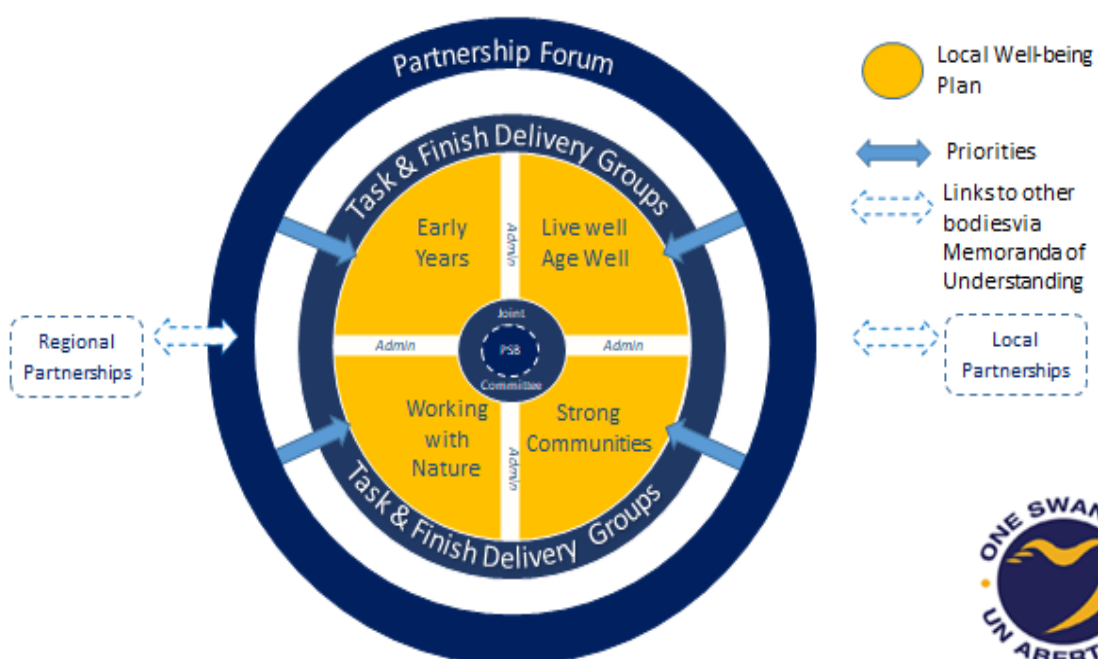 Partnership Forum
Task & Finish Delivery Groups
Early
Years
Admin
Live well
Age Well
Joint
PSB
Committee
Admin
Admin
Working
with
Nature
Admin
Strong
Communities
Task & Finish Delivery Groups
Regional
Partnerships
Local Well-being
Plan
Priorities
Links to other
bodiesvia
Memoranda of
Understanding
Local
Partnerships
ONE SWAN
UN ABERT